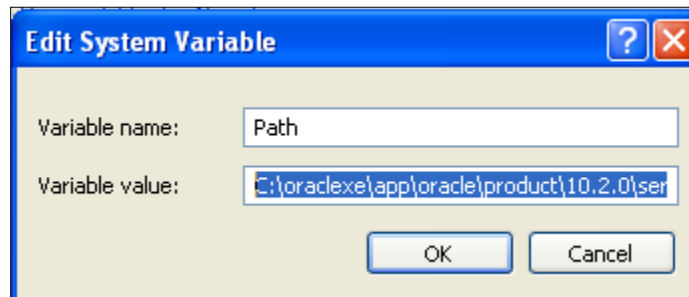 Edit System Variable
Variable name: Path
Variable value: C:\oraclexe\app\oracle\product\10.2.0\ser
OK Cancel